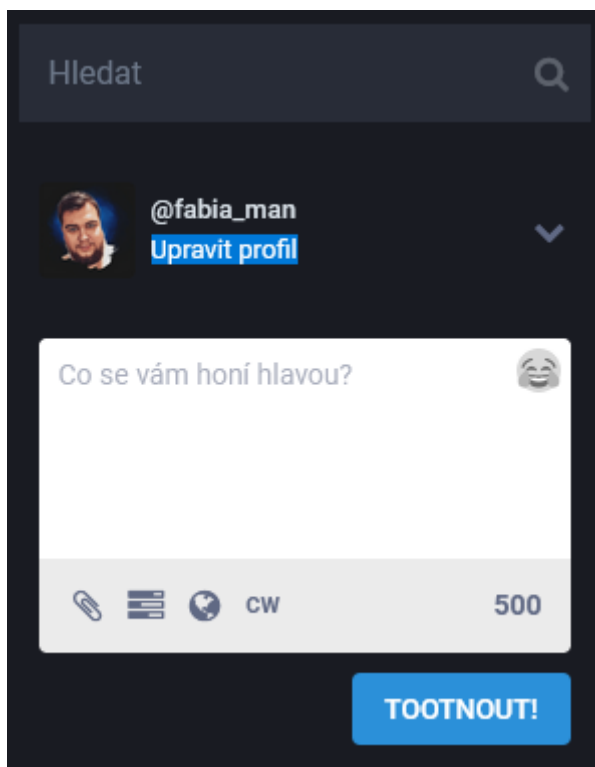 Hledat
@fabia_man
Upravit profil
Co se vám honí hlavou?
CW 500
TOOTNOUT!